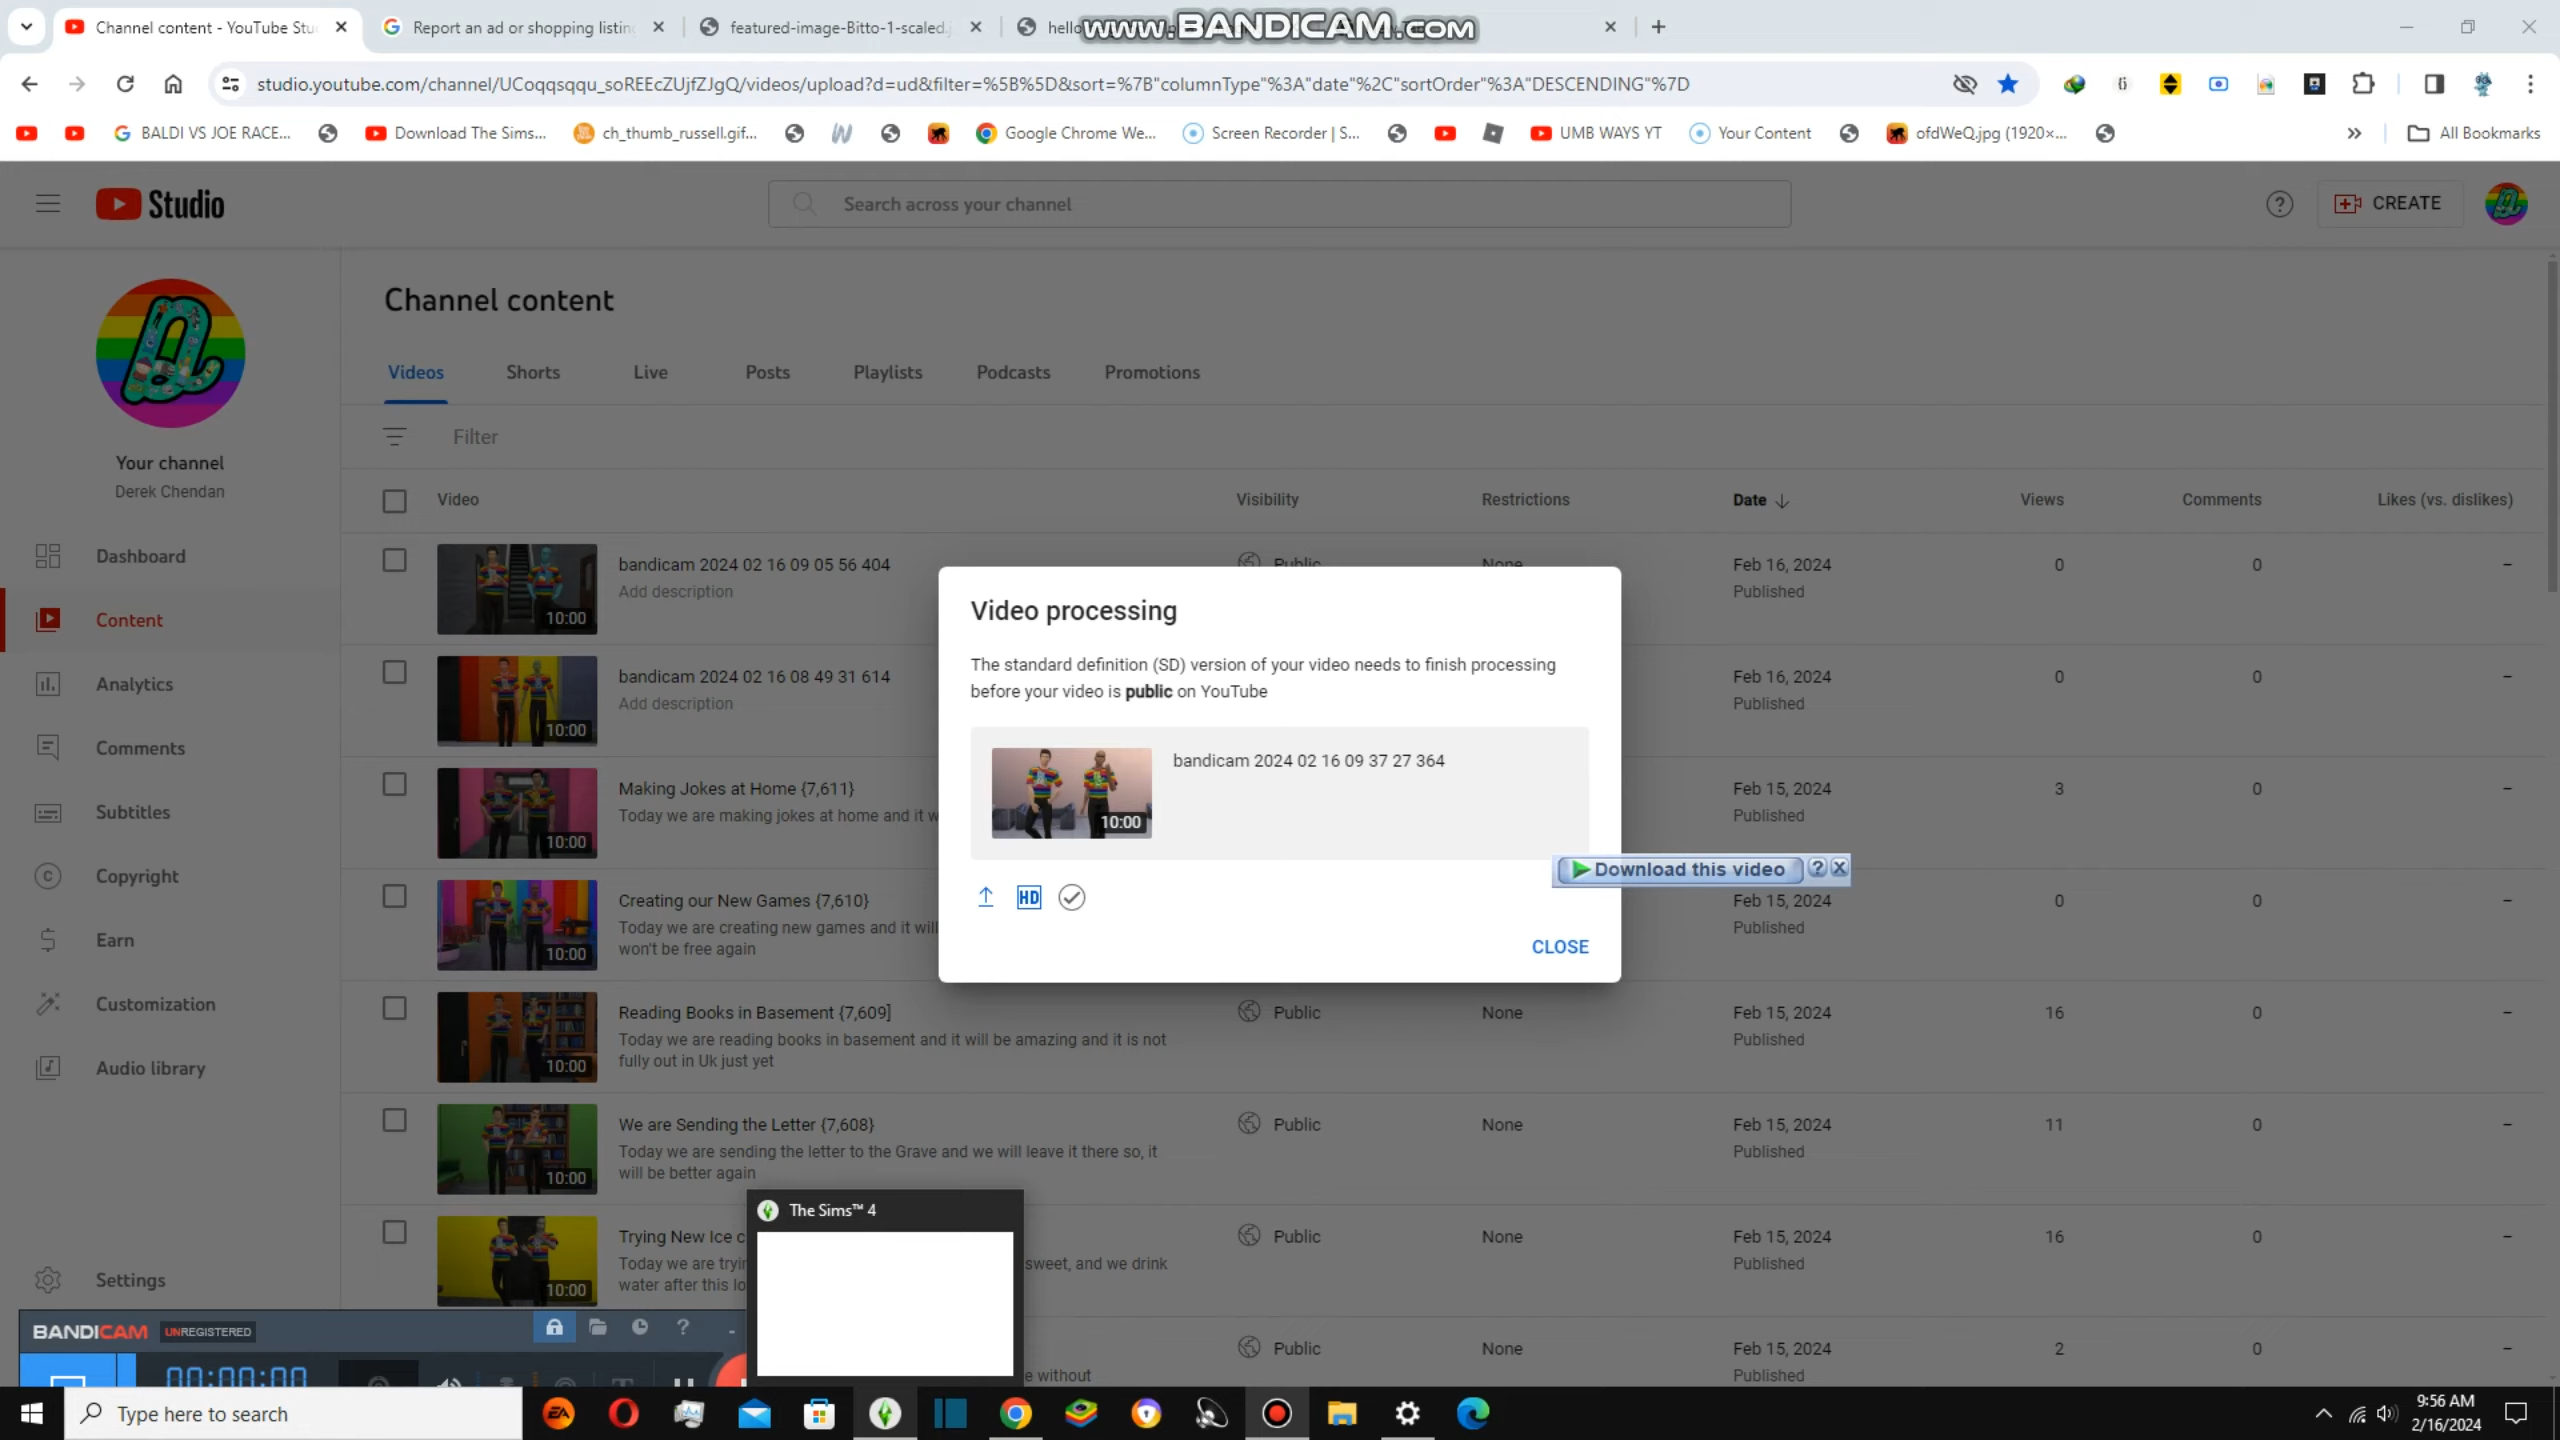 Channel content - YouTube Stu
Report an ad or shopping listing
featured-image-Bitto-1-scaled.j
hello
www.BANDICAM.com
studio.youtube.com/channel/UCoqqsqqu_soREEcZUjfZJgQ/videos/upload?d=ud&filter=%5B%5D&sort=%7B"columnType"%3A"date"%2C"sortOrder"%3A"DESCENDING"%7D
BALDI VS JOE RACE...
Download The Sims...
ch_thumb_russell.gif...
Google Chrome We...
Screen Recorder | S...
UMB WAYS YT
Your Content
ofdWeQ.jpg (1920×...
All Bookmarks
Studio
Search across your channel
CREATE
Channel content
Videos
Shorts
Live
Posts
Playlists
Podcasts
Promotions
Filter
Your channel
Derek Chendan
Dashboard
Content
Analytics
Comments
Subtitles
Copyright
Earn
Customization
Audio library
Settings
Video
Visibility
Restrictions
Date
Views
Comments
Likes (vs. dislikes)
10:00
bandicam 2024 02 16 09 05 56 404
Add description
Public
None
Feb 16, 2024
Published
0
0
–
10:00
bandicam 2024 02 16 08 49 31 614
Add description
Feb 16, 2024
Published
0
0
–
10:00
Making Jokes at Home {7,611}
Today we are making jokes at home and it w
Feb 15, 2024
Published
3
0
–
10:00
Creating our New Games {7,610}
Today we are creating new games and it will
won't be free again
Feb 15, 2024
Published
0
0
–
10:00
Reading Books in Basement {7,609]
Today we are reading books in basement and it will be amazing and it is not
fully out in Uk just yet
Public
None
Feb 15, 2024
Published
16
0
–
10:00
We are Sending the Letter {7,608}
Today we are sending the letter to the Grave and we will leave it there so, it
will be better again
Public
None
Feb 15, 2024
Published
11
0
–
10:00
Trying New Ice c
Today we are tryin
sweet, and we drink
water after this lo
Public
None
Feb 15, 2024
Published
16
0
–
e without
Public
None
Feb 15, 2024
Published
2
0
–
Video processing
The standard definition (SD) version of your video needs to finish processing
before your video is public on YouTube
10:00
bandicam 2024 02 16 09 37 27 364
HD
CLOSE
Download this video
The Sims™ 4
BANDICAM
UNREGISTERED
00:00:00
Type here to search
EA
9:56 AM
2/16/2024